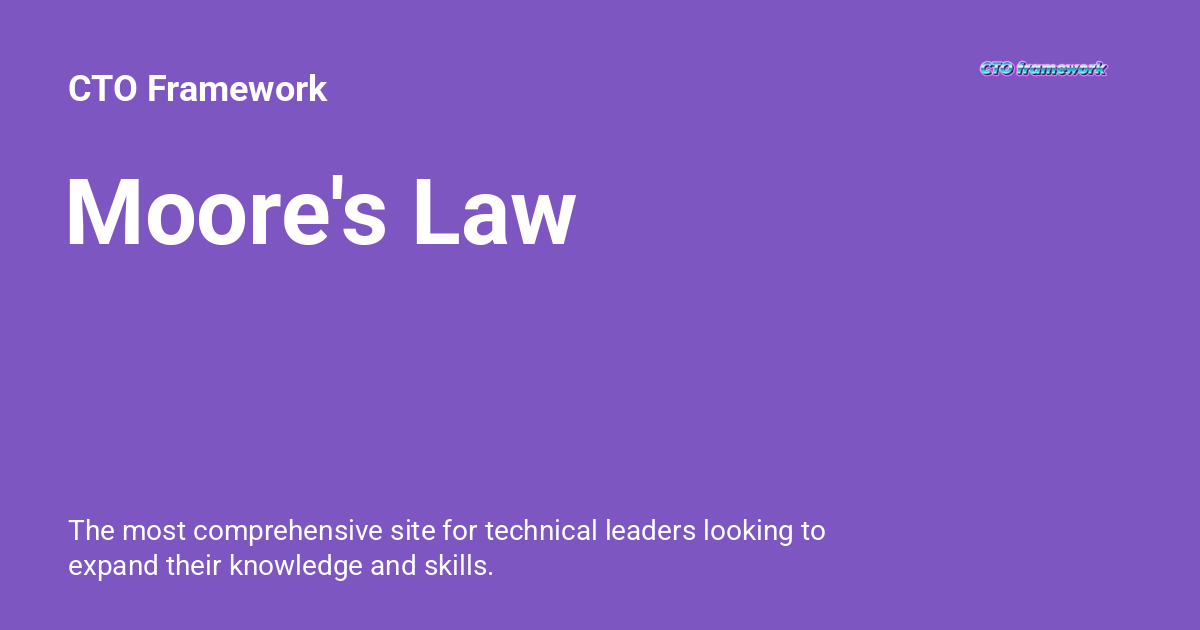 CTO Framework
CTO framework
Moore's Law
The most comprehensive site for technical leaders looking to
expand their knowledge and skills.